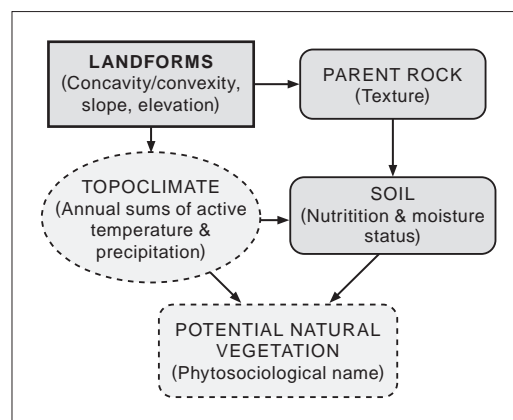 LANDFORMS
(Concavity/convexity,
slope, elevation)
PARENT ROCK
(Texture)
TOPOCLIMATE
(Annual sums of active
temperature &
precipitation)
SOIL
(Nutritition & moisture
status)
POTENTIAL NATURAL
VEGETATION
(Phytosociological name)